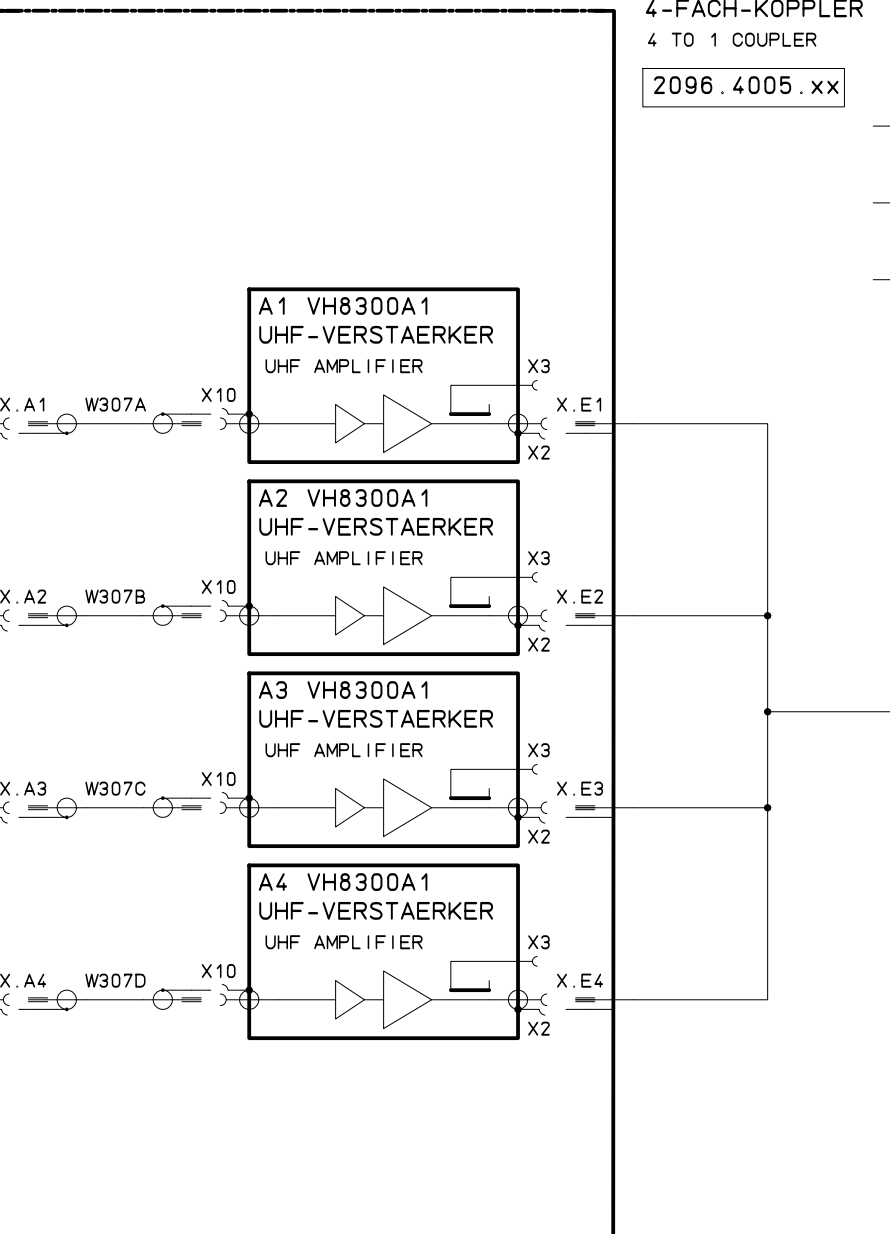 4-FACH-KOPPLER
4 TO 1 COUPLER
2096.4005.xx
A1 VH8300A1
UHF-VERSTAERKER
UHF AMPLIFIER
X3
X.A1
W307A
X10
X.E1
X2
A2 VH8300A1
UHF-VERSTAERKER
UHF AMPLIFIER
X3
X.A2
W307B
X10
X.E2
X2
A3 VH8300A1
UHF-VERSTAERKER
UHF AMPLIFIER
X3
X.A3
W307C
X10
X.E3
X2
A4 VH8300A1
UHF-VERSTAERKER
UHF AMPLIFIER
X3
X.A4
W307D
X10
X.E4
X2